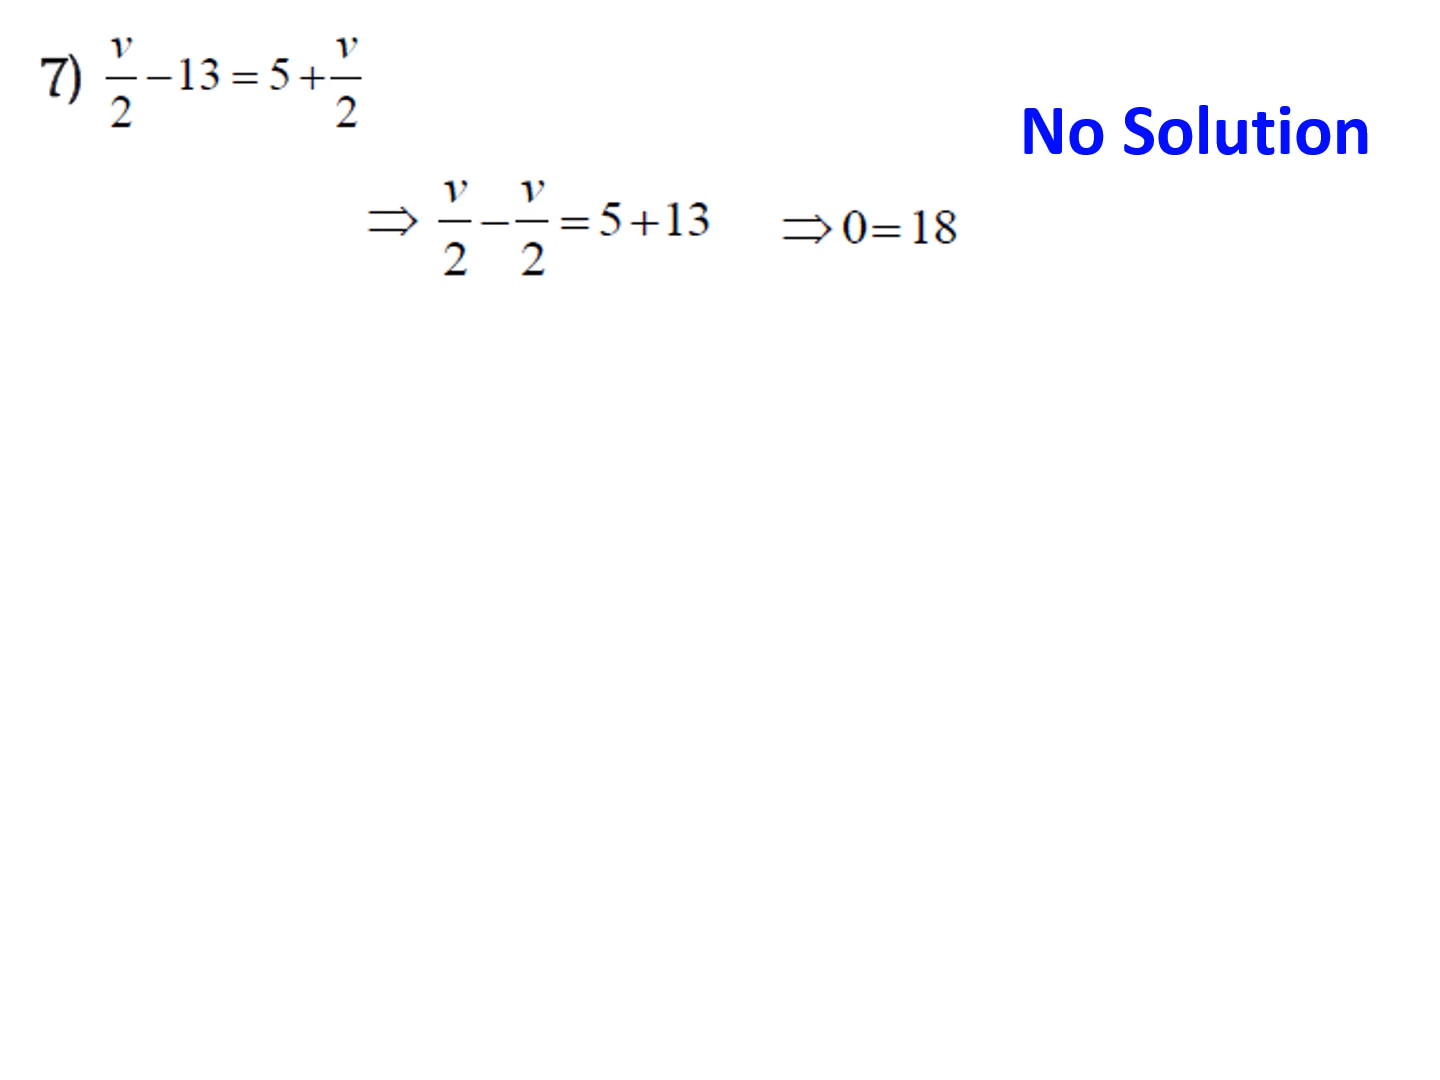 7) v/2 − 13 = 5 + v/2
No Solution
⇒ v/2 − v/2 = 5 + 13 ⇒ 0 = 18